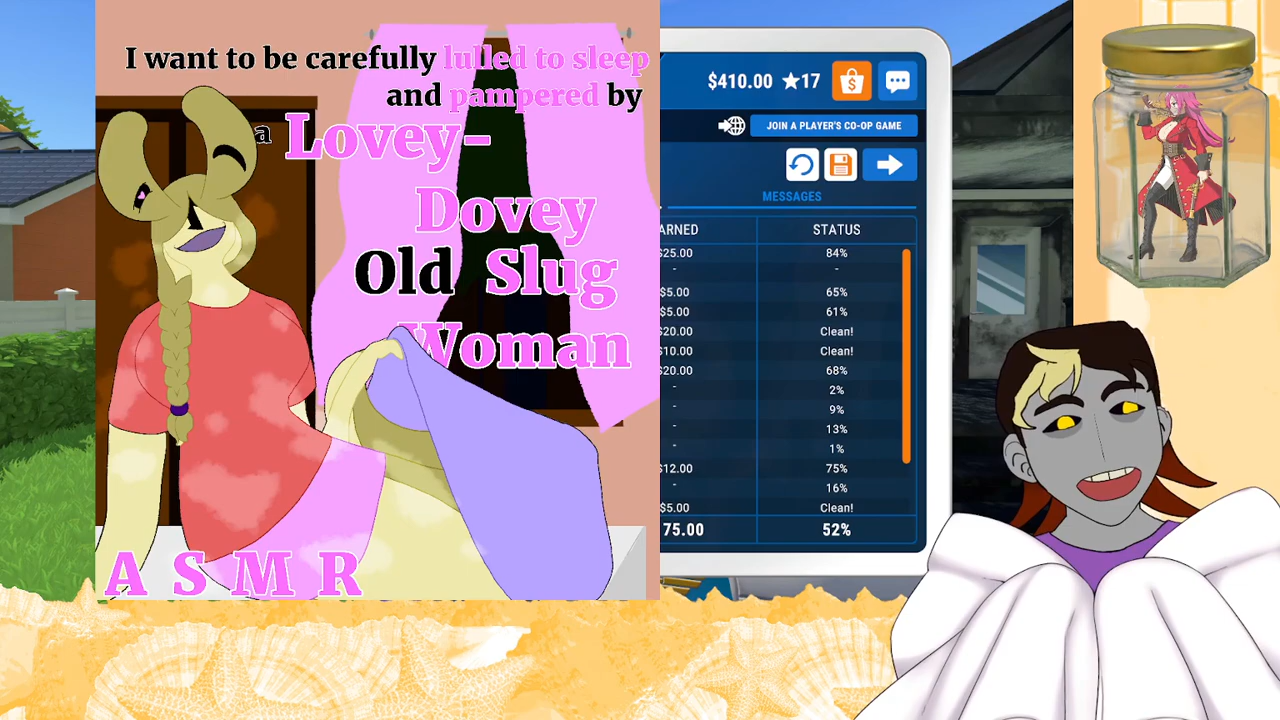 I want to be carefully lulled to sleep
and pampered by
a Lovey-
Dovey
Old Slug
Woman
A S M R
$410.00 ★17
JOIN A PLAYER'S CO-OP GAME
MESSAGES
ARNED STATUS
$25.00 84%
- -
$5.00 65%
$5.00 61%
$20.00 Clean!
$10.00 Clean!
$20.00 68%
- 2%
- 9%
- 13%
- 1%
$12.00 75%
- 16%
$5.00 Clean!
75.00 52%